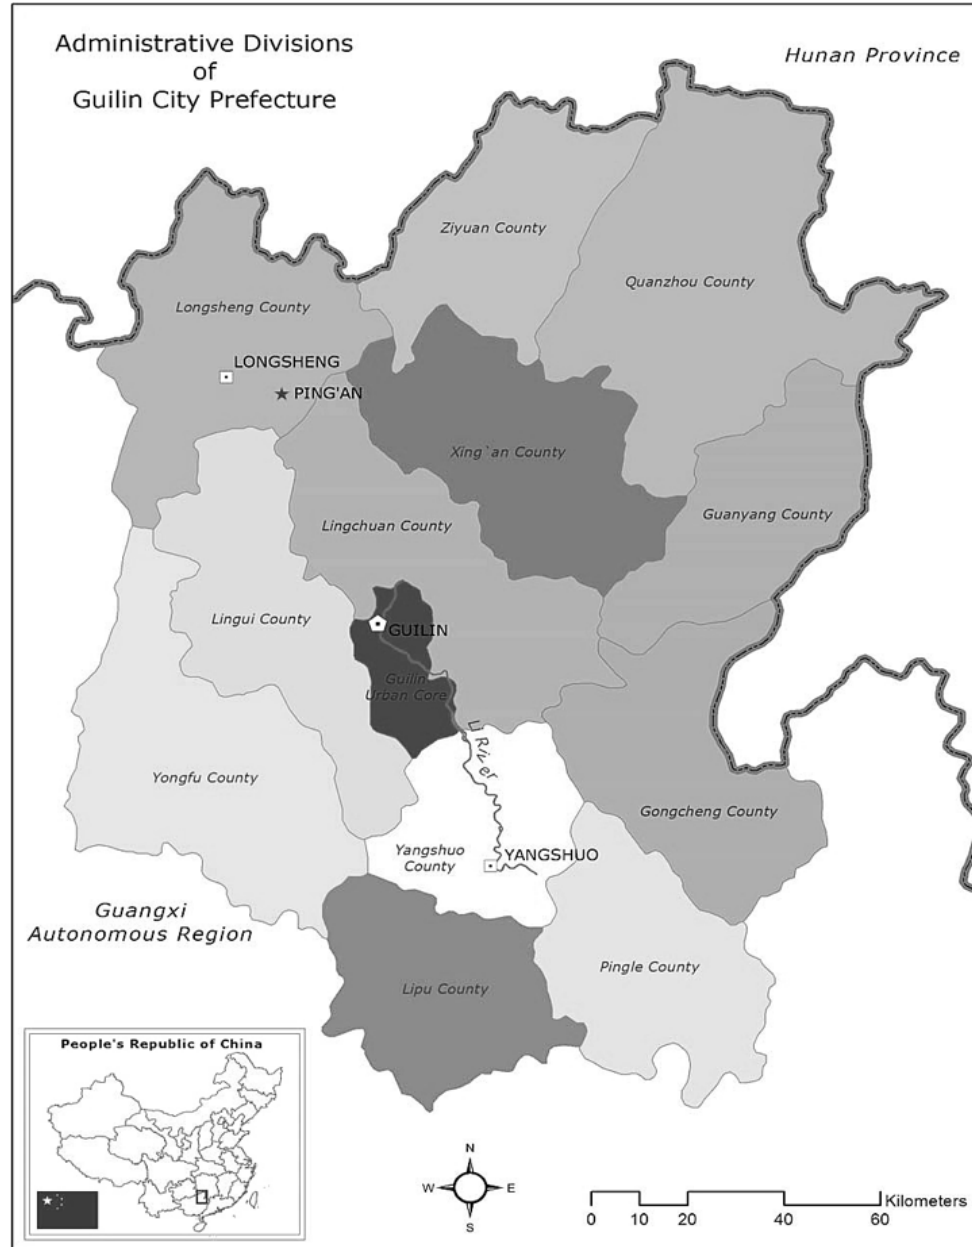 Administrative Divisions
of
Guilin City Prefecture
Hunan Province
Ziyuan County
Quanzhou County
Longsheng County
LONGSHENG
PING'AN
Xing`an County
Guanyang County
Lingchuan County
Lingui County
GUILIN
Guilin
Urban Core
Li River
Yongfu County
Gongcheng County
Yangshuo
County
YANGSHUO
Guangxi
Autonomous Region
Pingle County
Lipu County
People's Republic of China
N
W
E
S
Kilometers
0 10 20 40 60